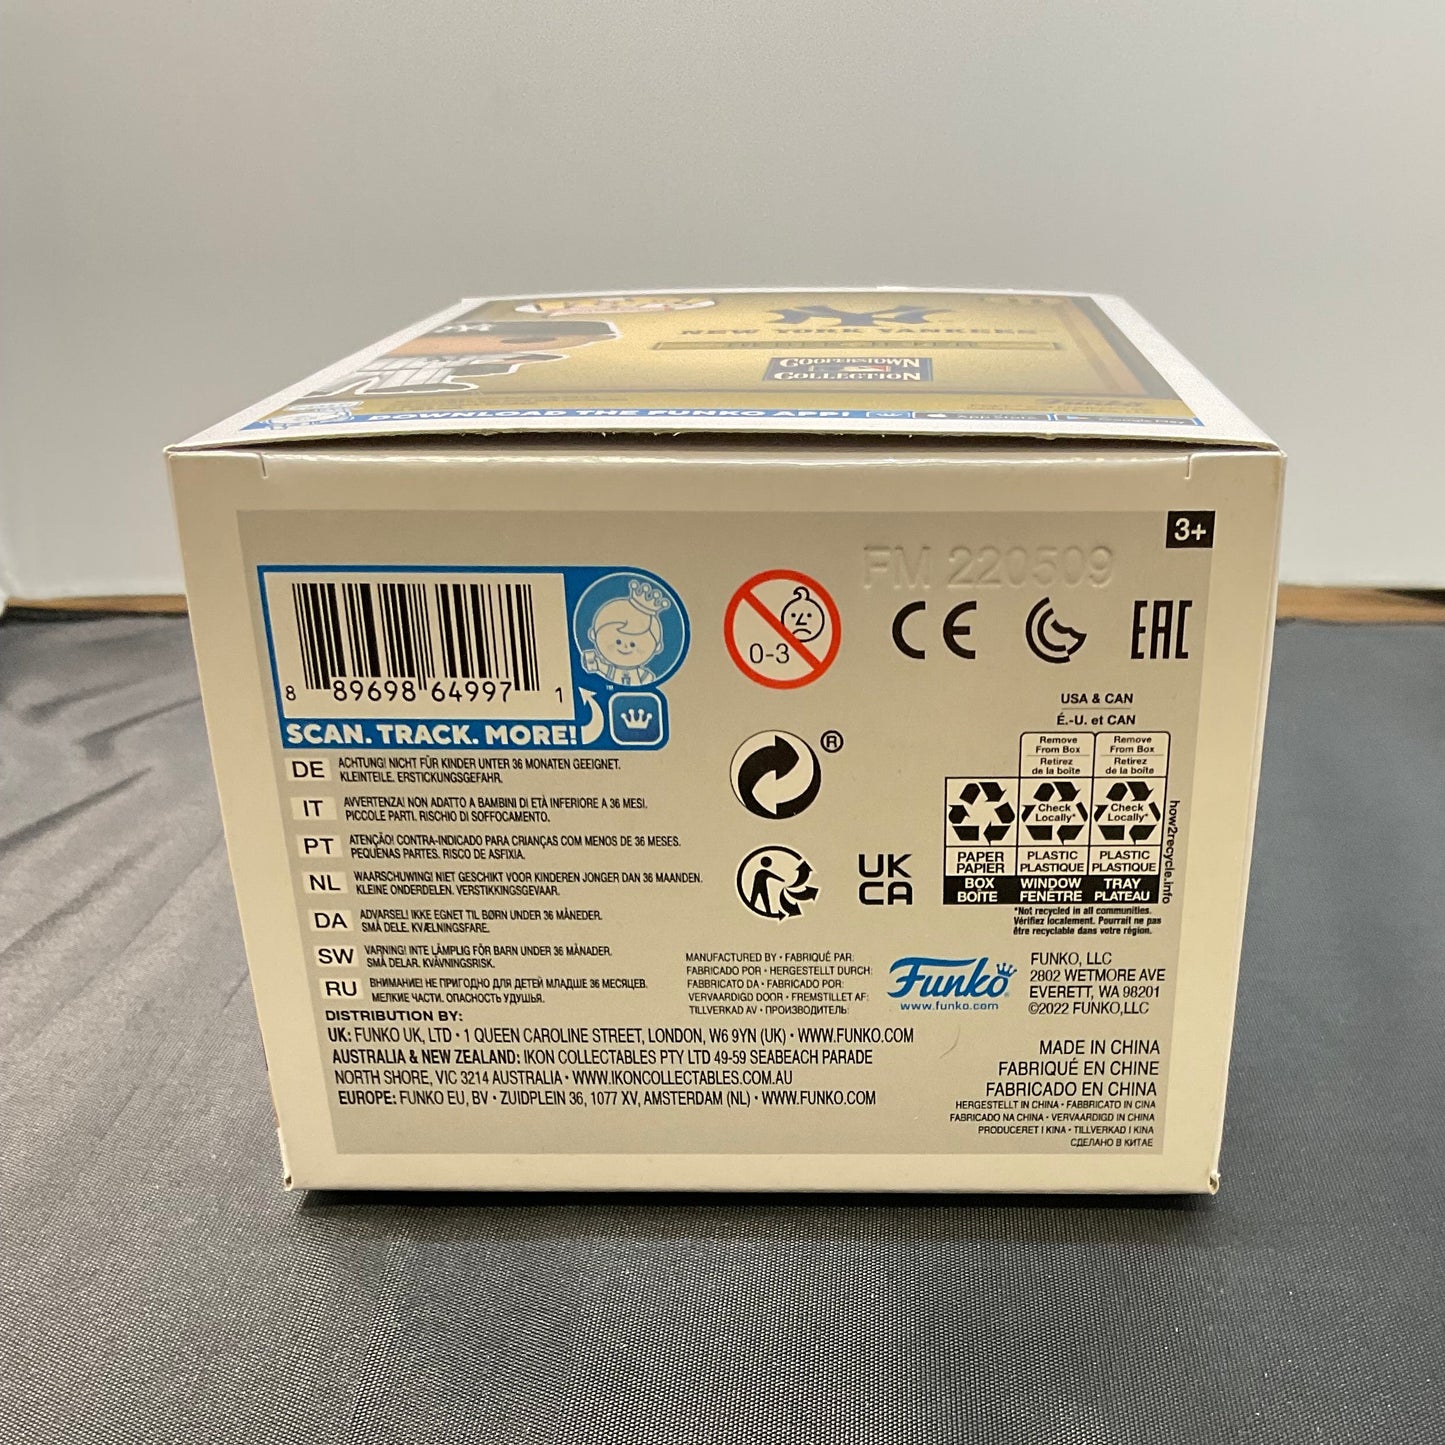 NEW YORK YANKEES
DEREK JETER
COOPERSTOWN
COLLECTION
Funko
DOWNLOAD THE FUNKO APP!
3+
FM 220509
8 89698 64997 1
SCAN. TRACK. MORE!
™
0-3
CE
EAC
DE ACHTUNG! NICHT FÜR KINDER UNTER 36 MONATEN GEEIGNET.
KLEINTEILE. ERSTICKUNGSGEFAHR.
IT AVVERTENZA! NON ADATTO A BAMBINI DI ETÀ INFERIORE A 36 MESI.
PICCOLE PARTI. RISCHIO DI SOFFOCAMENTO.
PT ATENÇÃO! CONTRA-INDICADO PARA CRIANÇAS COM MENOS DE 36 MESES.
PEQUENAS PARTES. RISCO DE ASFIXIA.
NL WAARSCHUWING! NIET GESCHIKT VOOR KINDEREN JONGER DAN 36 MAANDEN.
KLEINE ONDERDELEN. VERSTIKKINGSGEVAAR.
DA ADVARSEL! IKKE EGNET TIL BØRN UNDER 36 MÅNEDER.
SMÅ DELE. KVÆLNINGSFARE.
SW VARNING! INTE LÄMPLIG FÖR BARN UNDER 36 MÅNADER.
SMÅ DELAR. KVÄVNINGSRISK.
RU ВНИМАНИЕ! НЕ ПРИГОДНО ДЛЯ ДЕТЕЙ МЛАДШЕ 36 МЕСЯЦЕВ.
МЕЛКИЕ ЧАСТИ. ОПАСНОСТЬ УДУШЬЯ.
®
UK
CA
USA & CAN
É.-U. et CAN
Remove
From Box
Retirez
de la boîte
Remove
From Box
Retirez
de la boîte
Check
Locally*
Check
Locally*
PAPER
PAPIER
PLASTIC
PLASTIQUE
PLASTIC
PLASTIQUE
BOX
BOÎTE
WINDOW
FENÊTRE
TRAY
PLATEAU
how2recycle.info
*Not recycled in all communities.
Vérifiez localement. Pourrait ne pas
être recyclable dans votre région.
MANUFACTURED BY • FABRIQUÉ PAR:
FABRICADO POR • HERGESTELLT DURCH:
FABBRICATO DA • FABRICADO POR:
VERVAARDIGD DOOR • FREMSTILLET AF:
TILLVERKAD AV • ПРОИЗВОДИТЕЛЬ:
Funko®
www.funko.com
FUNKO, LLC
2802 WETMORE AVE
EVERETT, WA 98201
©2022 FUNKO,LLC
DISTRIBUTION BY:
UK: FUNKO UK, LTD • 1 QUEEN CAROLINE STREET, LONDON, W6 9YN (UK) • WWW.FUNKO.COM
AUSTRALIA & NEW ZEALAND: IKON COLLECTABLES PTY LTD 49-59 SEABEACH PARADE
NORTH SHORE, VIC 3214 AUSTRALIA • WWW.IKONCOLLECTABLES.COM.AU
EUROPE: FUNKO EU, BV • ZUIDPLEIN 36, 1077 XV, AMSTERDAM (NL) • WWW.FUNKO.COM
MADE IN CHINA
FABRIQUÉ EN CHINE
FABRICADO EN CHINA
HERGESTELLT IN CHINA • FABBRICATO IN CINA
FABRICADO NA CHINA • VERVAARDIGD IN CHINA
PRODUCERET I KINA • TILLVERKAD I KINA
СДЕЛАНО В КИТАЕ